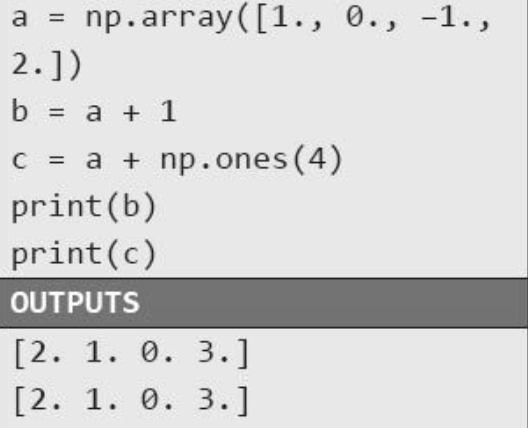 a = np.array([1., 0., –1.,
2.])
b = a + 1
c = a + np.ones(4)
print(b)
print(c)
OUTPUTS
[2. 1. 0. 3.]
[2. 1. 0. 3.]